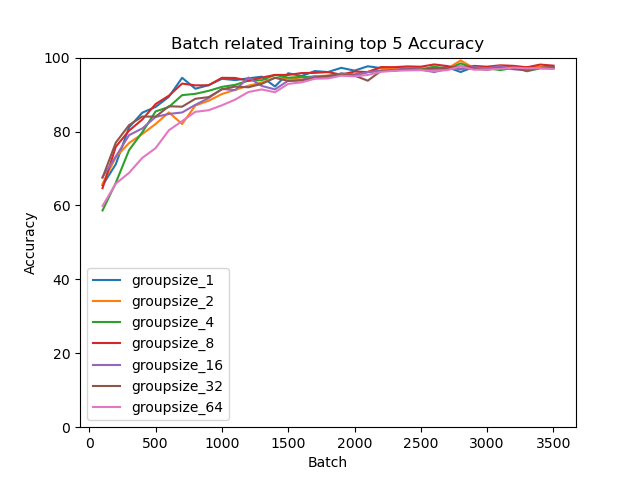 Batch related Training top 5 Accuracy
100
80
60
40
20
0
Accuracy
groupsize_1
groupsize_2
groupsize_4
groupsize_8
groupsize_16
groupsize_32
groupsize_64
0 500 1000 1500 2000 2500 3000 3500
Batch